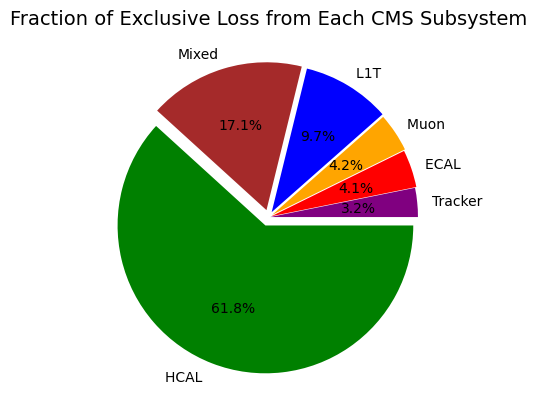 Fraction of Exclusive Loss from Each CMS Subsystem
Mixed
L1T
Muon
ECAL
Tracker
HCAL
17.1%
9.7%
4.2%
4.1%
3.2%
61.8%